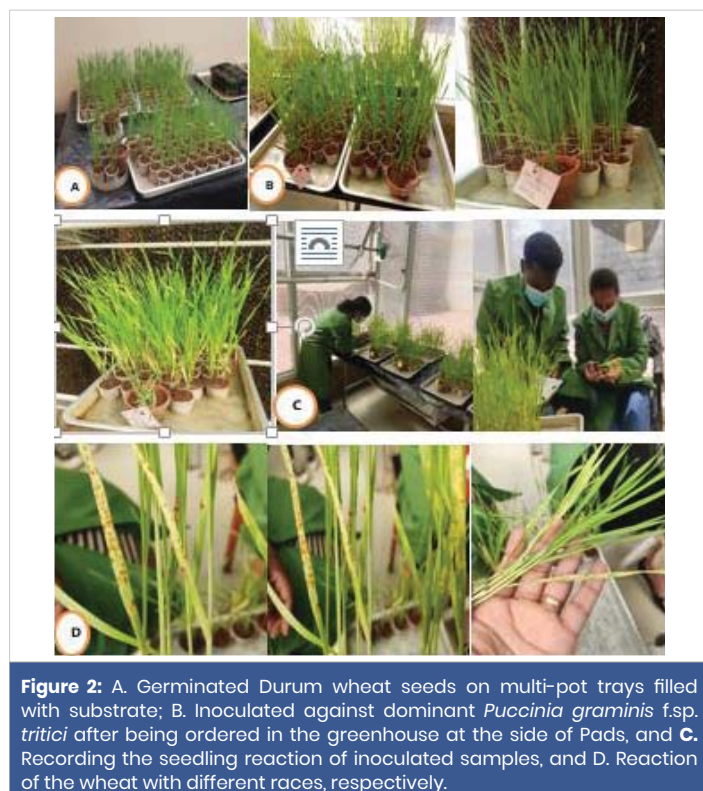 A
B
C
D
Figure 2: A. Germinated Durum wheat seeds on multi-pot trays filled
with substrate; B. Inoculated against dominant Puccinia graminis f.sp.
tritici after being ordered in the greenhouse at the side of Pads, and C.
Recording the seedling reaction of inoculated samples, and D. Reaction
of the wheat with different races, respectively.